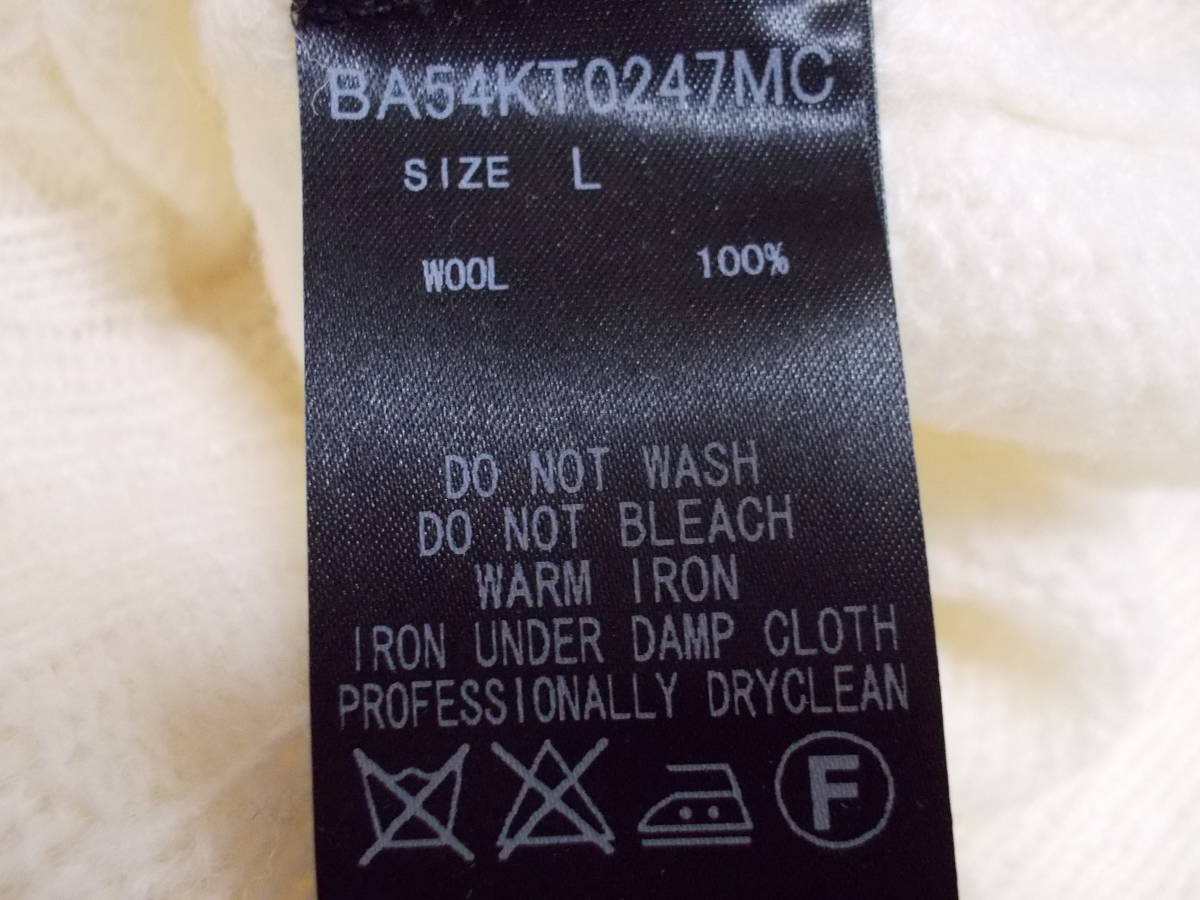 BA54KT0247MC
SIZE L
WOOL 100%
DO NOT WASH
DO NOT BLEACH
WARM IRON
IRON UNDER DAMP CLOTH
PROFESSIONALLY DRYCLEAN
F